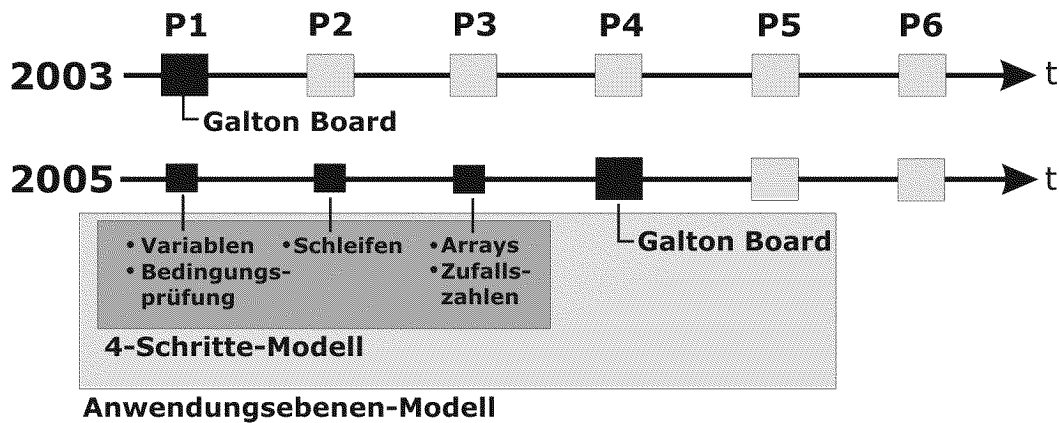 P1 P2 P3 P4 P5 P6
2003 t
Galton Board
2005 t
Galton Board
• Variablen
• Bedingungs-
prüfung
• Schleifen
• Arrays
• Zufalls-
zahlen
4-Schritte-Modell
Anwendungsebenen-Modell